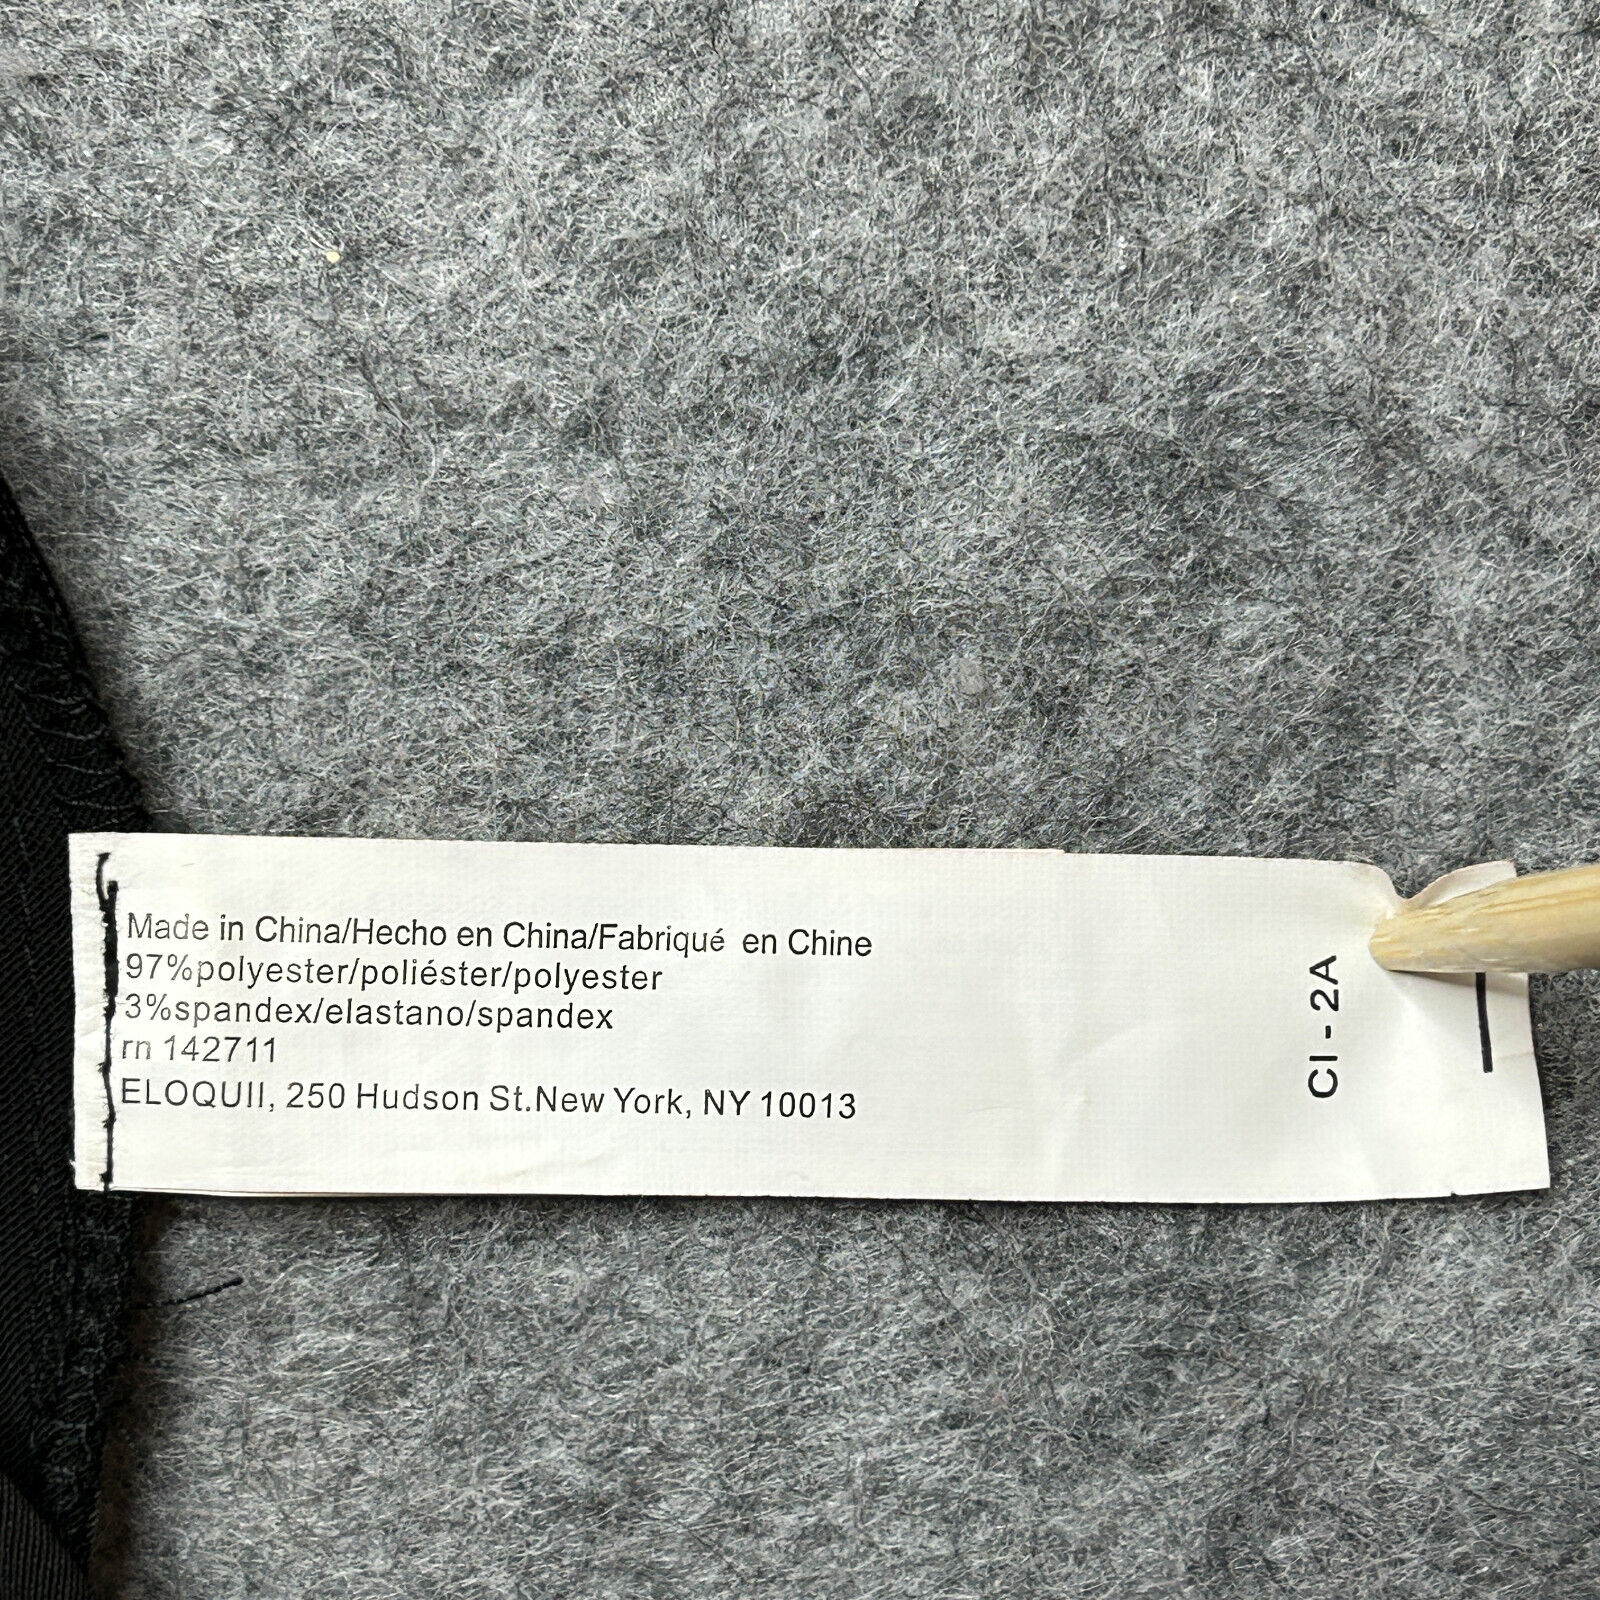 Made in China/Hecho en China/Fabriqué en Chine
97%polyester/poliéster/polyester
3%spandex/elastano/spandex
rn 142711
ELOQUII, 250 Hudson St.New York, NY 10013
CI - 2A